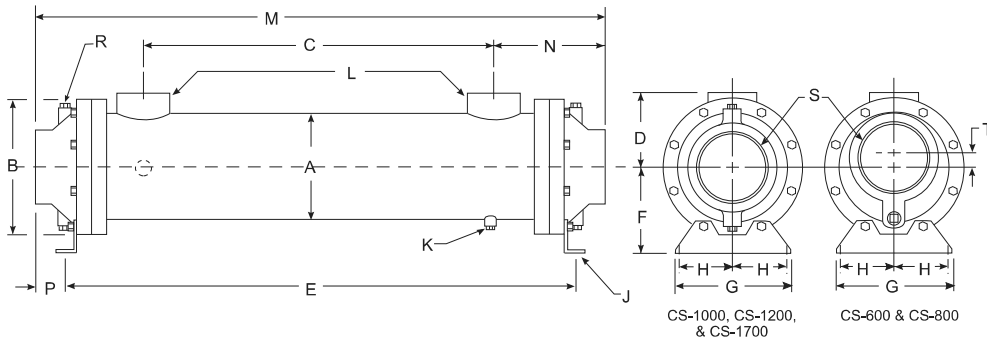 M
R
C
N
L
S
T
D
B
A
F
K
H
H
H
H
P
E
J
G
G
CS-1000, CS-1200,
& CS-1700
CS-600 & CS-800